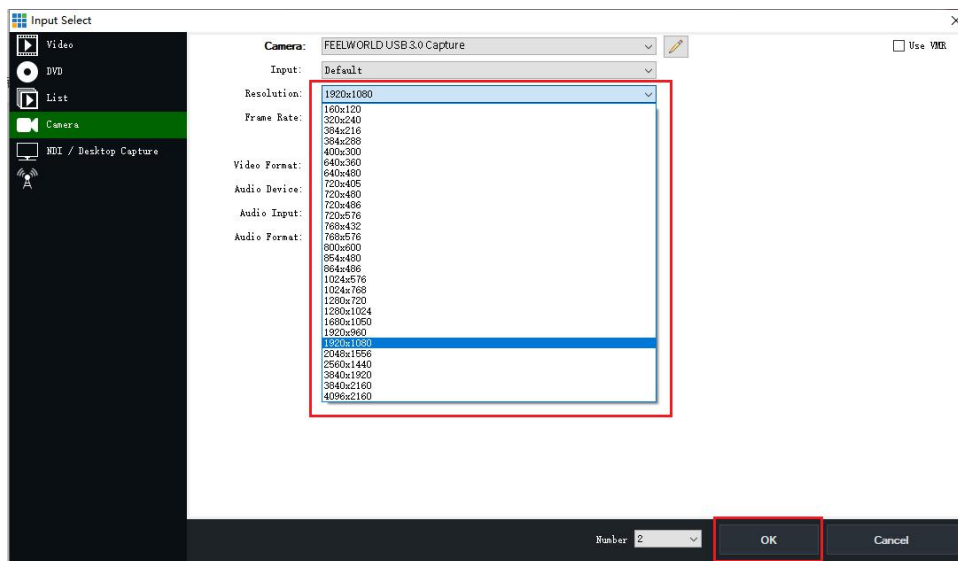 Input Select
Video
DVD
List
Camera
NDI / Desktop Capture
Camera: FEELWORLD USB 3.0 Capture
Use VMR
Input: Default
Resolution: 1920x1080
Frame Rate:
Video Format:
Audio Device:
Audio Input:
Audio Format:
160x120
320x240
384x216
384x288
400x300
640x360
640x480
720x405
720x480
720x486
720x576
768x432
768x576
800x600
854x480
864x486
1024x576
1024x768
1280x720
1280x1024
1680x1050
1920x960
1920x1080
2048x1556
2560x1440
3840x1920
3840x2160
4096x2160
Number 2
OK
Cancel